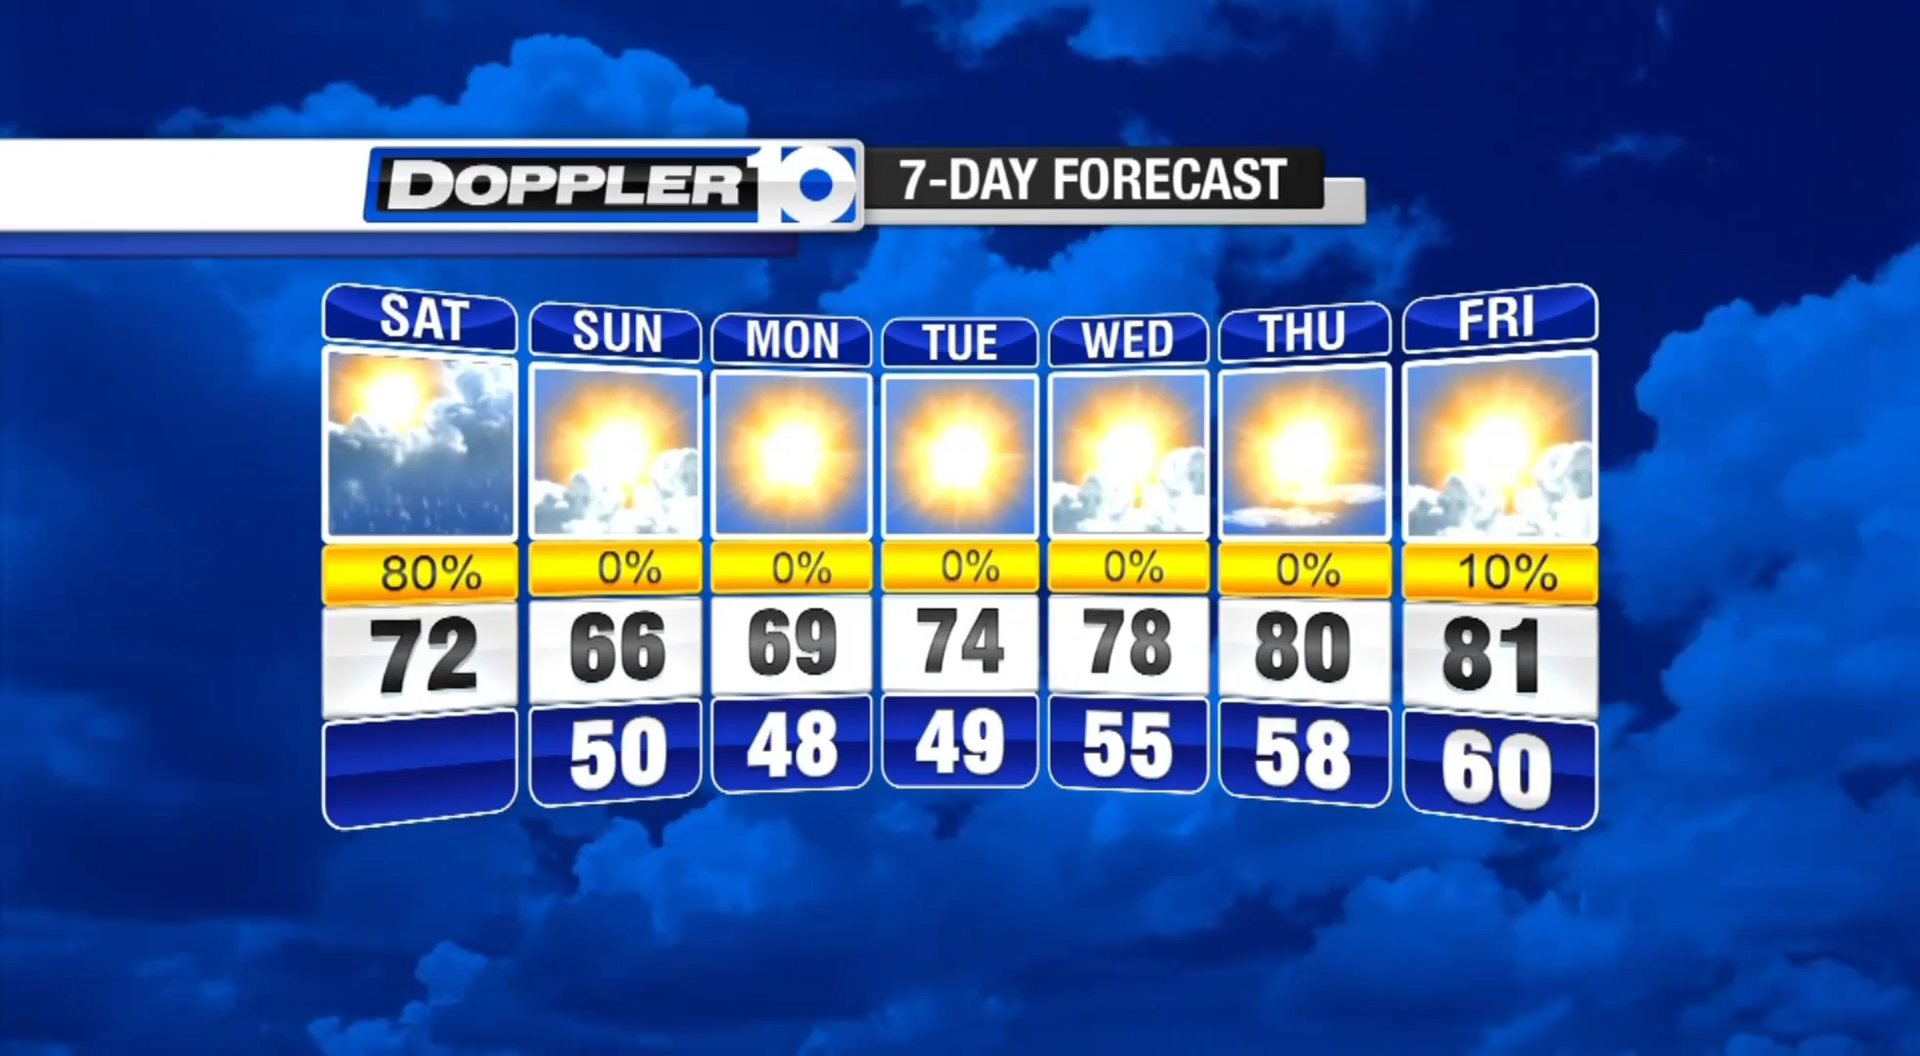 DOPPLER 10 7-DAY FORECAST
SAT SUN MON TUE WED THU FRI
80% 0% 0% 0% 0% 0% 10%
72 66 69 74 78 80 81
50 48 49 55 58 60